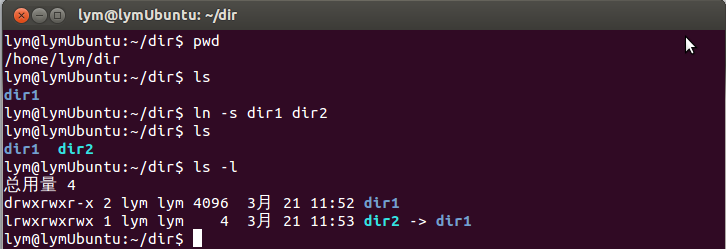 lym@lymUbuntu: ~/dir
lym@lymUbuntu:~/dir$ pwd
/home/lym/dir
lym@lymUbuntu:~/dir$ ls
dir1
lym@lymUbuntu:~/dir$ ln -s dir1 dir2
lym@lymUbuntu:~/dir$ ls
dir1  dir2
lym@lymUbuntu:~/dir$ ls -l
总用量 4
drwxrwxr-x 2 lym lym 4096  3月 21 11:52 dir1
lrwxrwxrwx 1 lym lym    4  3月 21 11:53 dir2 -> dir1
lym@lymUbuntu:~/dir$